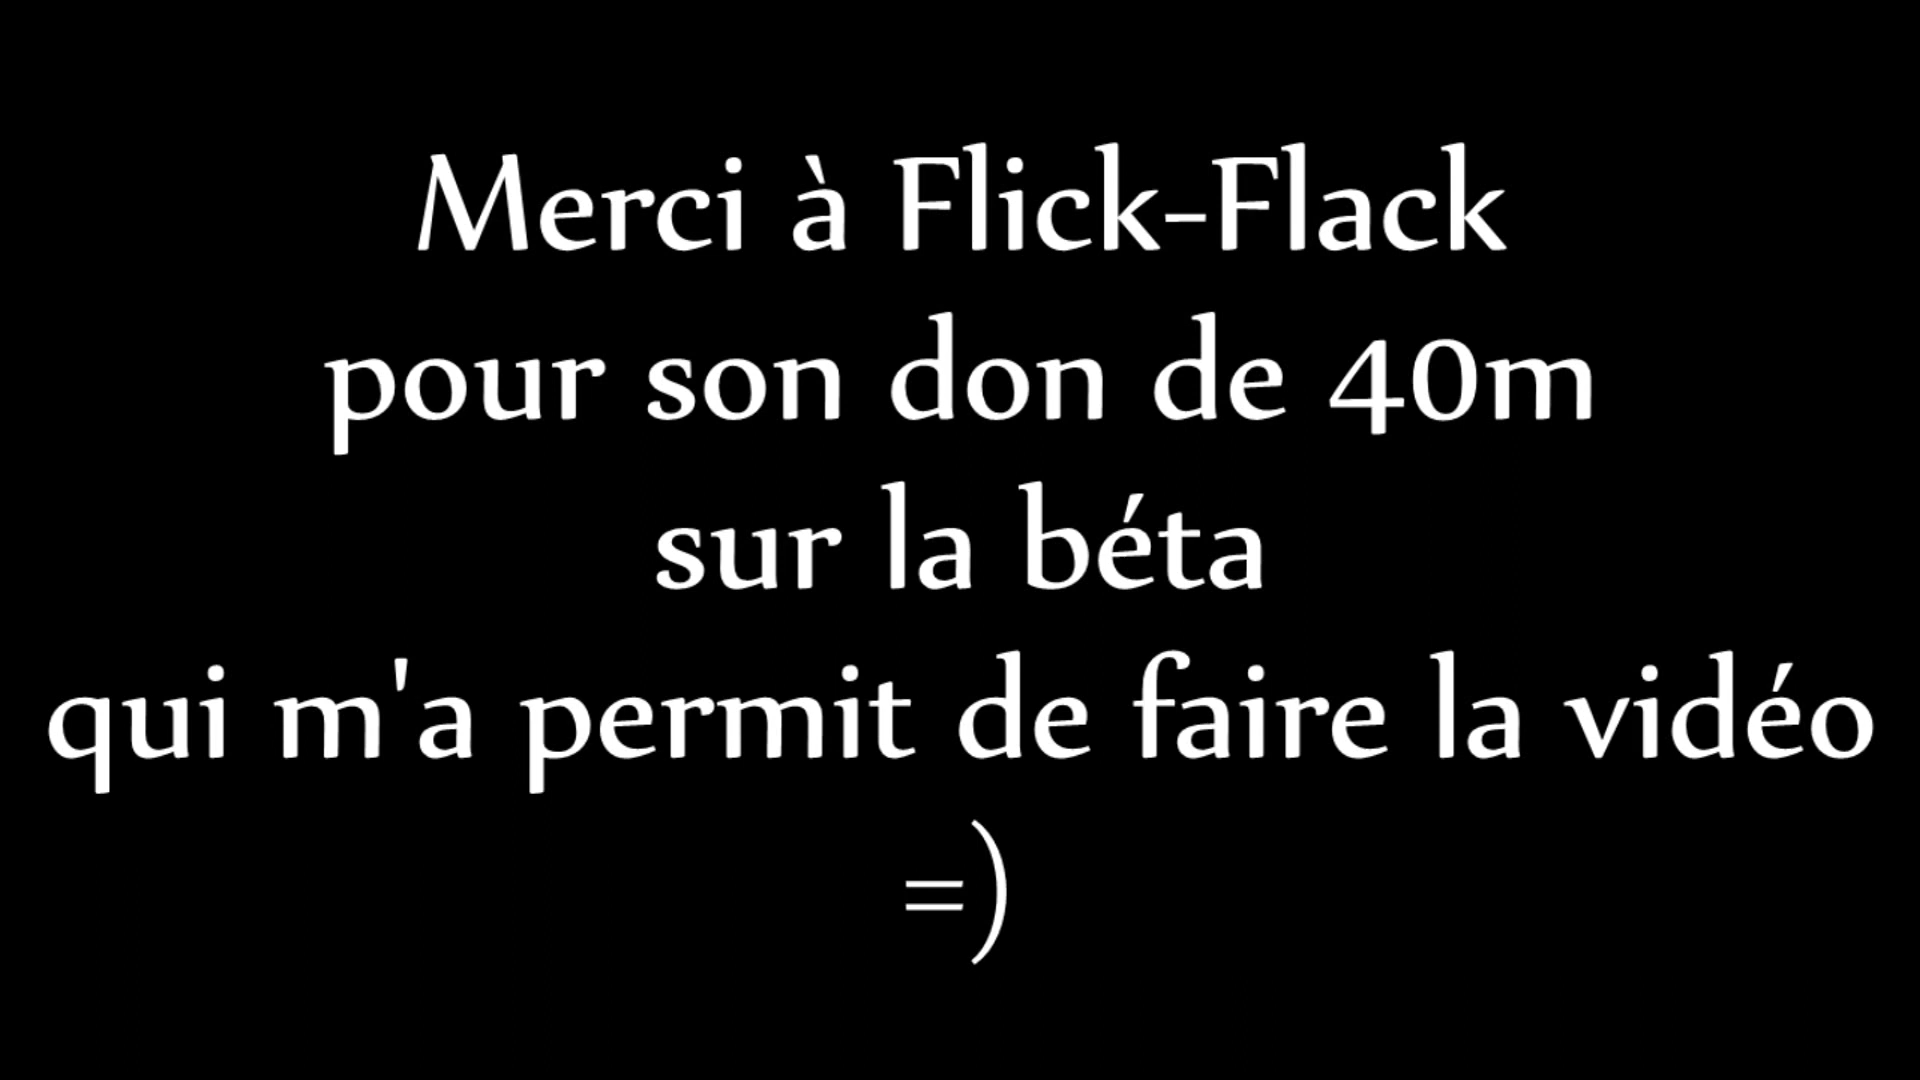 Merci à Flick-Flack
pour son don de 40m
sur la béta
qui m'a permit de faire la vidéo
=)